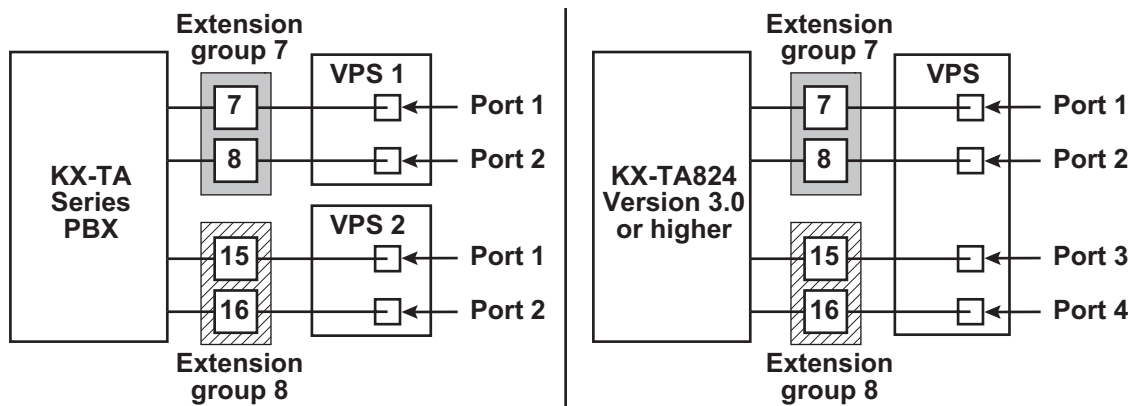 Extension
group 7
VPS 1
7
Port 1
8
Port 2
KX-TA
Series
PBX
VPS 2
15
Port 1
16
Port 2
Extension
group 8
Extension
group 7
VPS
7
Port 1
8
Port 2
KX-TA824
Version 3.0
or higher
15
Port 3
16
Port 4
Extension
group 8